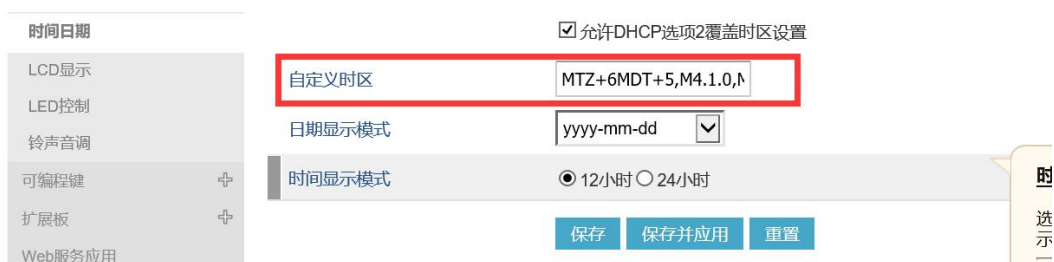 时间日期
允许DHCP选项2覆盖时区设置
LCD显示
自定义时区 MTZ+6MDT+5,M4.1.0,M
LED控制
日期显示模式 yyyy-mm-dd
铃声音调
可编程键
时间显示模式 12小时 24小时
时
扩展板
选
示
保存 保存并应用 重置
Web服务应用